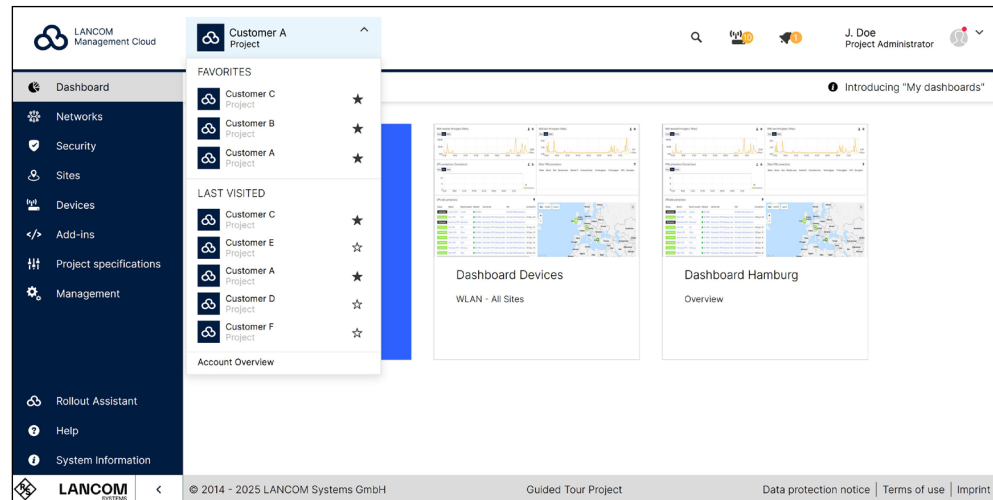 LANCOM
Management Cloud
Customer A
Project
10
1
J. Doe
Project Administrator
Dashboard
Networks
Security
Sites
Devices
Add-ins
Project specifications
Management
Rollout Assistant
Help
System Information
FAVORITES
Customer C
Project
Customer B
Project
Customer A
Project
LAST VISITED
Customer C
Project
Customer E
Project
Customer A
Project
Customer D
Project
Customer F
Project
Account Overview
Introducing "My dashboards"
Dashboard Devices
WLAN - All Sites
Dashboard Hamburg
Overview
LANCOM
SYSTEMS
© 2014 - 2025 LANCOM Systems GmbH
Guided Tour Project
Data protection notice | Terms of use | Imprint